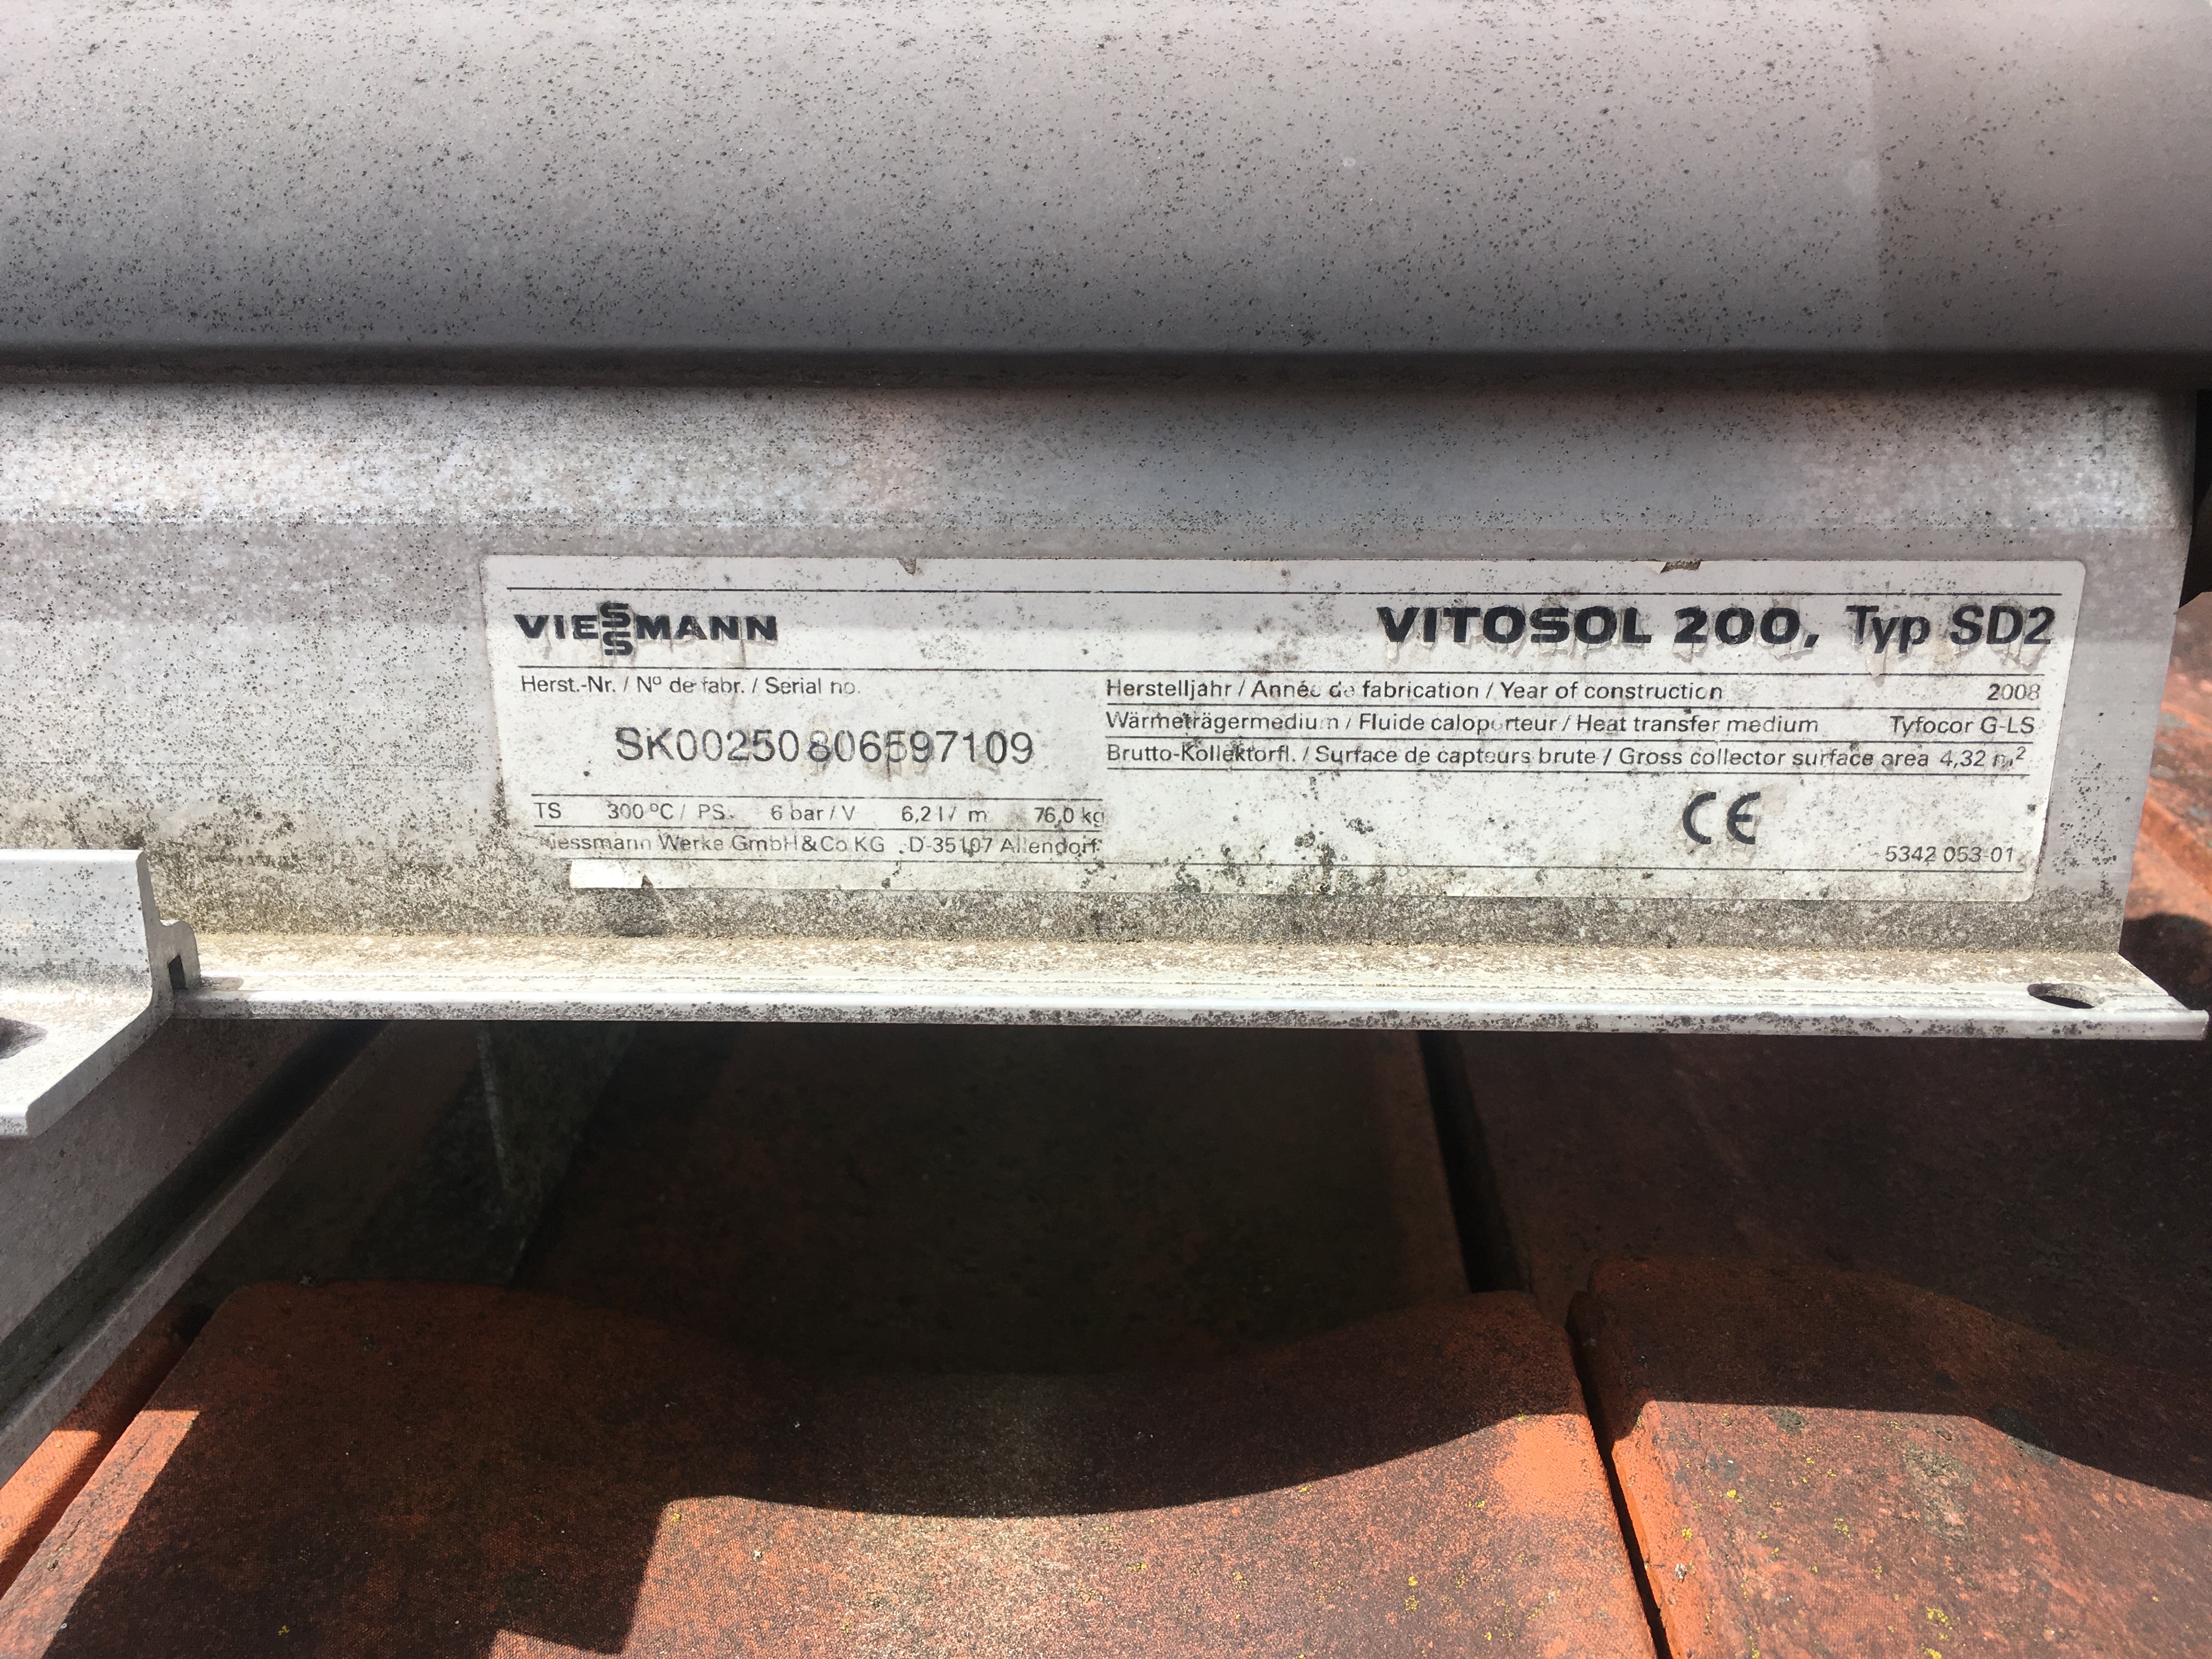 VIESSMANN
VITOSOL 200, Typ SD2
Herst.-Nr. / Nº de fabr. / Serial no.
SK00250806597109
Herstelljahr / Année de fabrication / Year of construction 2008
Wärmeträgermedium / Fluide caloporteur / Heat transfer medium Tyfocor G-LS
Brutto-Kollektorfl. / Surface de capteurs brute / Gross collector surface area 4,32 m²
TS 300 ºC / PS 6 bar / V 6,2 l / m 76,0 kg
Viessmann Werke GmbH&Co KG D-35107 Allendorf
CE
5342 053 01